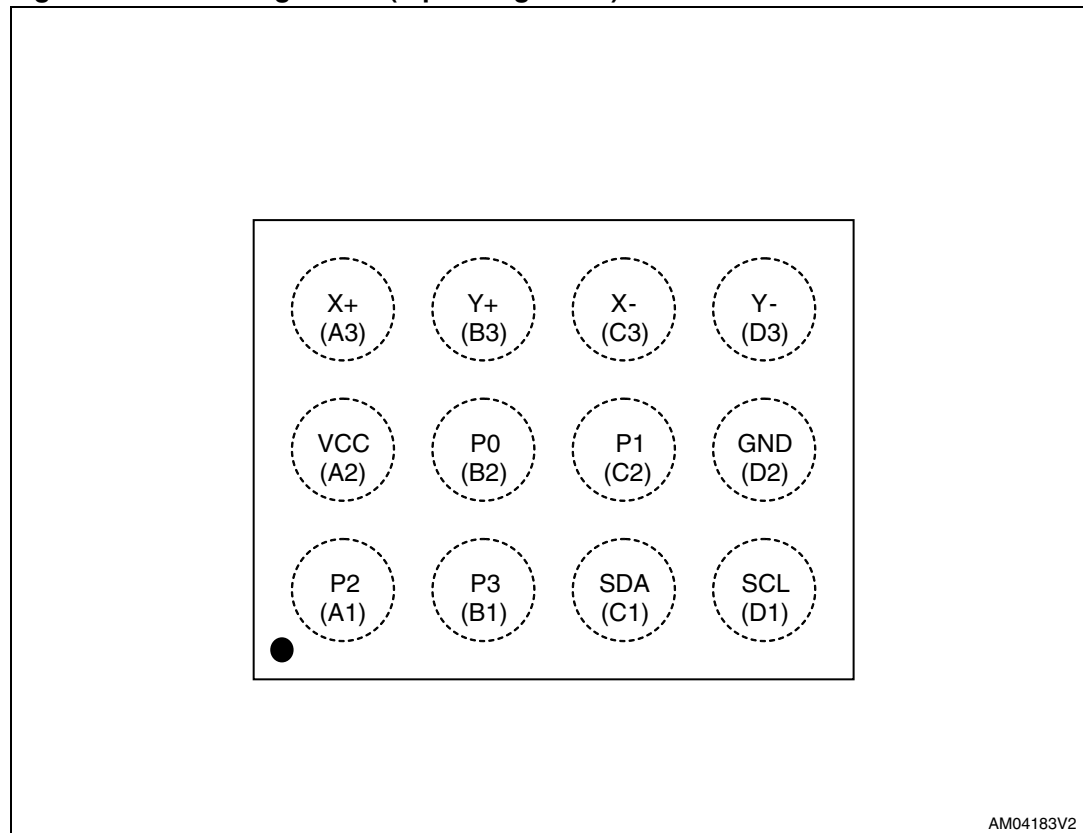 X+
(A3)
Y+
(B3)
X-
(C3)
Y-
(D3)
VCC
(A2)
P0
(B2)
P1
(C2)
GND
(D2)
P2
(A1)
P3
(B1)
SDA
(C1)
SCL
(D1)
AM04183V2